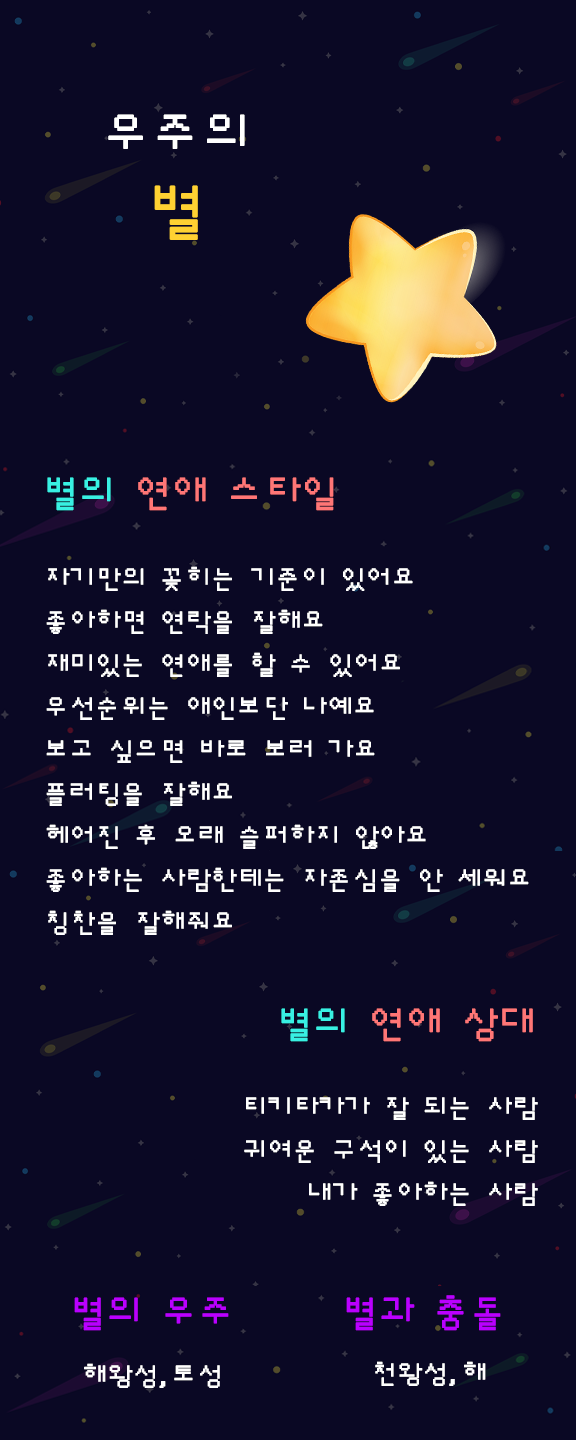 우주의
별
별의 연애 스타일
자기만의 꽂히는 기준이 있어요
좋아하면 연락을 잘해요
재미있는 연애를 할 수 있어요
우선순위는 애인보단 나예요
보고 싶으면 바로 보러 가요
플러팅을 잘해요
헤어진 후 오래 슬퍼하지 않아요
좋아하는 사람한테는 자존심을 안 세워요
칭찬을 잘해줘요
별의 연애 상대
티키타카가 잘 되는 사람
귀여운 구석이 있는 사람
내가 좋아하는 사람
별의 우주
해왕성, 토성
별과 충돌
천왕성, 해